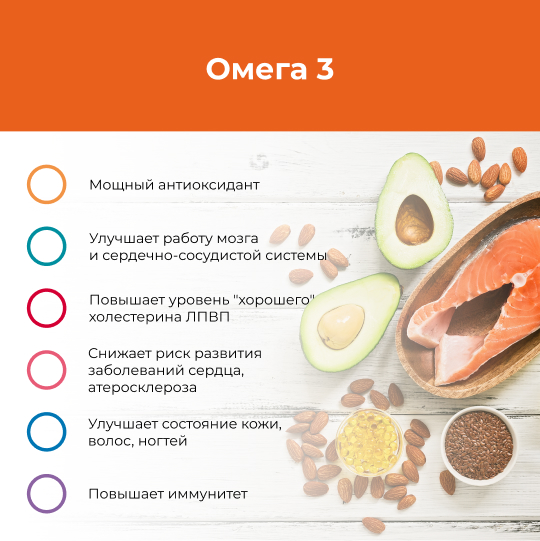 Омега 3
Мощный антиоксидант
Улучшает работу мозга
и сердечно-сосудистой системы
Повышает уровень "хорошего"
холестерина ЛПВП
Снижает риск развития
заболеваний сердца,
атеросклероза
Улучшает состояние кожи,
волос, ногтей
Повышает иммунитет